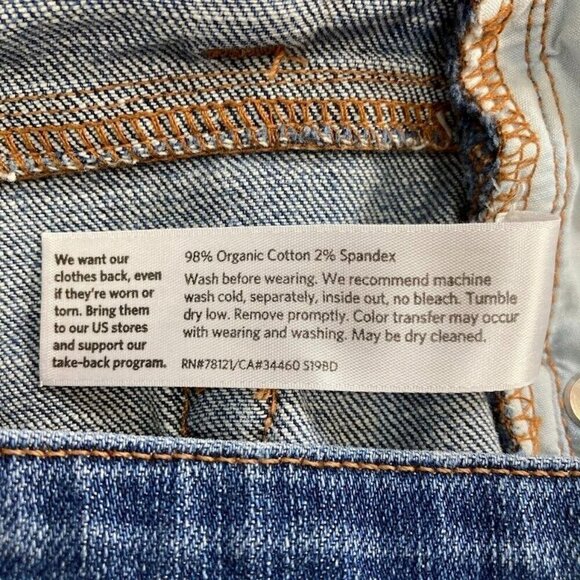 We want our
clothes back, even
if they're worn or
torn. Bring them
to our US stores
and support our
take-back program.
98% Organic Cotton 2% Spandex
Wash before wearing. We recommend machine
wash cold, separately, inside out, no bleach. Tumble
dry low. Remove promptly. Color transfer may occur
with wearing and washing. May be dry cleaned.
RN#78121/CA#34460 S19BD